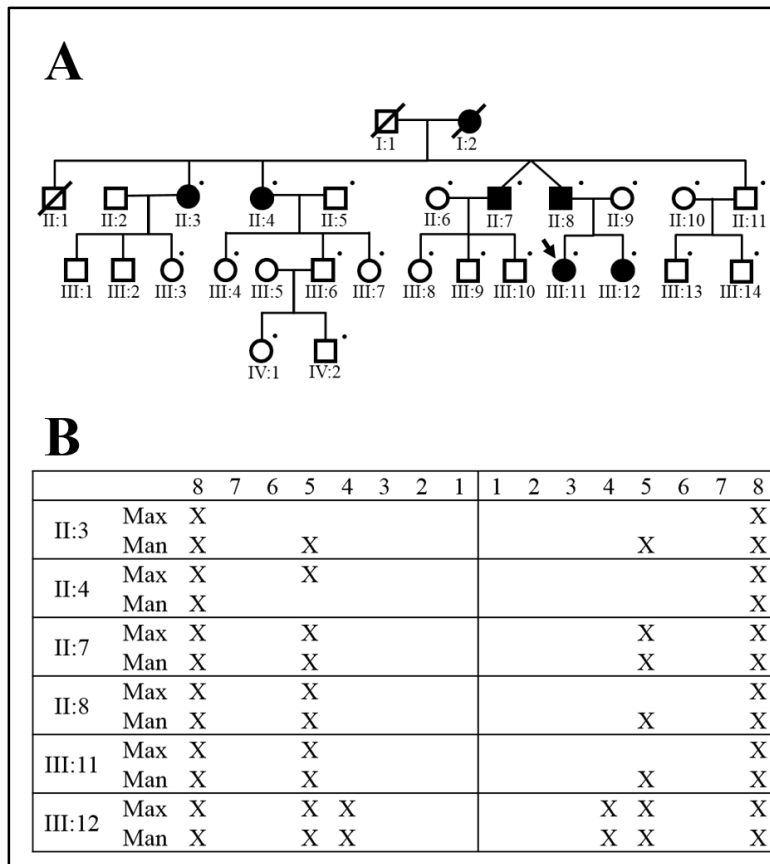 A
I:1 I:2
II:1 II:2 II:3 II:4 II:5 II:6 II:7 II:8 II:9 II:10 II:11
III:1 III:2 III:3 III:4 III:5 III:6 III:7 III:8 III:9 III:10 III:11 III:12 III:13 III:14
IV:1 IV:2
B
8 7 6 5 4 3 2 1 1 2 3 4 5 6 7 8
II:3
Max X X
Man X X X X
II:4
Max X X X
Man X X
II:7
Max X X X X
Man X X X X
II:8
Max X X X
Man X X X X
III:11
Max X X X
Man X X X X
III:12
Max X X X X X X
Man X X X X X X